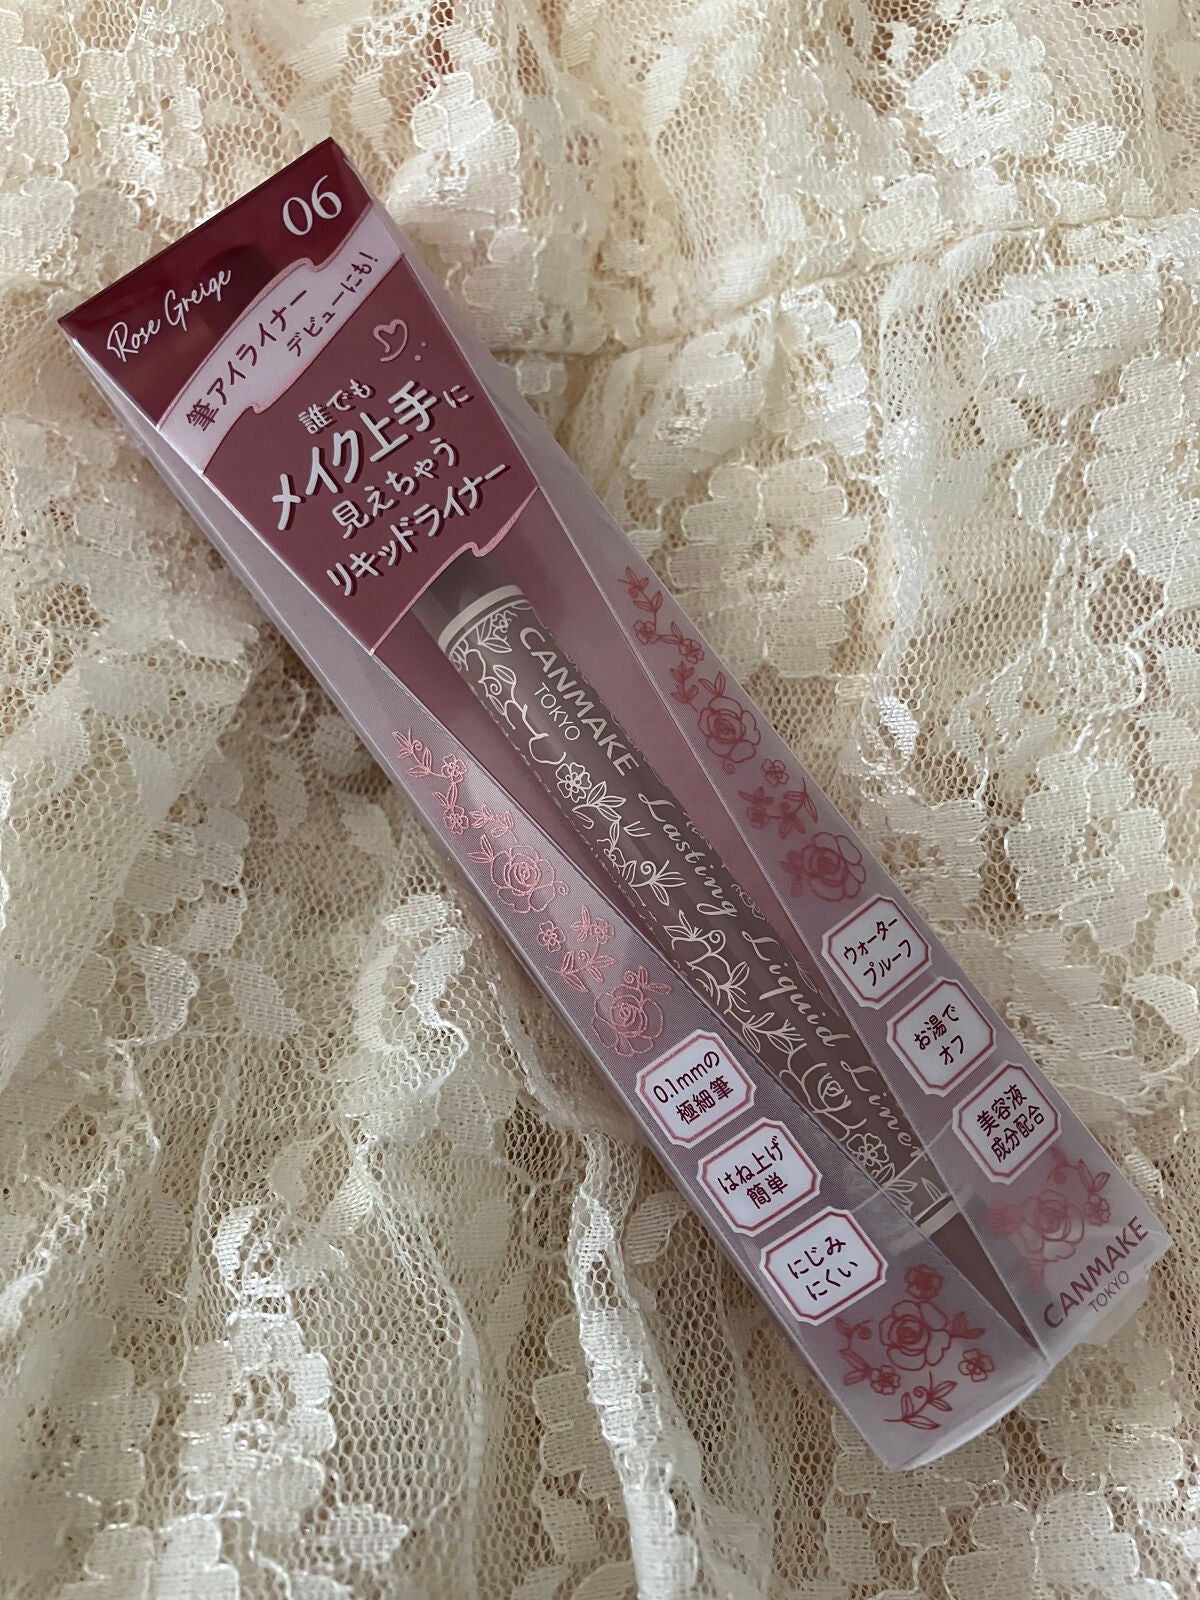 06
Rose Greige
筆アイライナー
デビューにも!
誰でも
メイク上手に
見えちゃう
リキッドライナー
CANMAKE
TOKYO
Lasting Liquid Liner
0.1mmの
極細筆
はね上げ
簡単
にじみ
にくい
ウォーター
プルーフ
お湯で
オフ
美容液
成分配合
CANMAKE
TOKYO